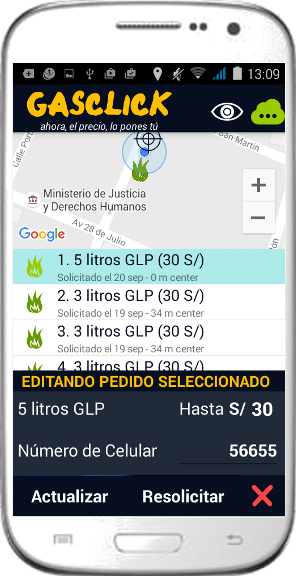 13:09
GASCLICK
ahora, el precio, lo pones tú
Calle Por
San Martín
Ministerio de Justicia
y Derechos Humanos
Av 28 de Julio
Google
+
−
1. 5 litros GLP (30 S/)
Solicitado el 20 sep - 0 m center
2. 3 litros GLP (30 S/)
Solicitado el 19 sep - 34 m center
3. 3 litros GLP (30 S/)
Solicitado el 19 sep - 34 m center
4. 3 litros GLP (30 S/)
EDITANDO PEDIDO SELECCIONADO
5 litros GLP Hasta S/ 30
Número de Celular 56655
Actualizar Resolicitar